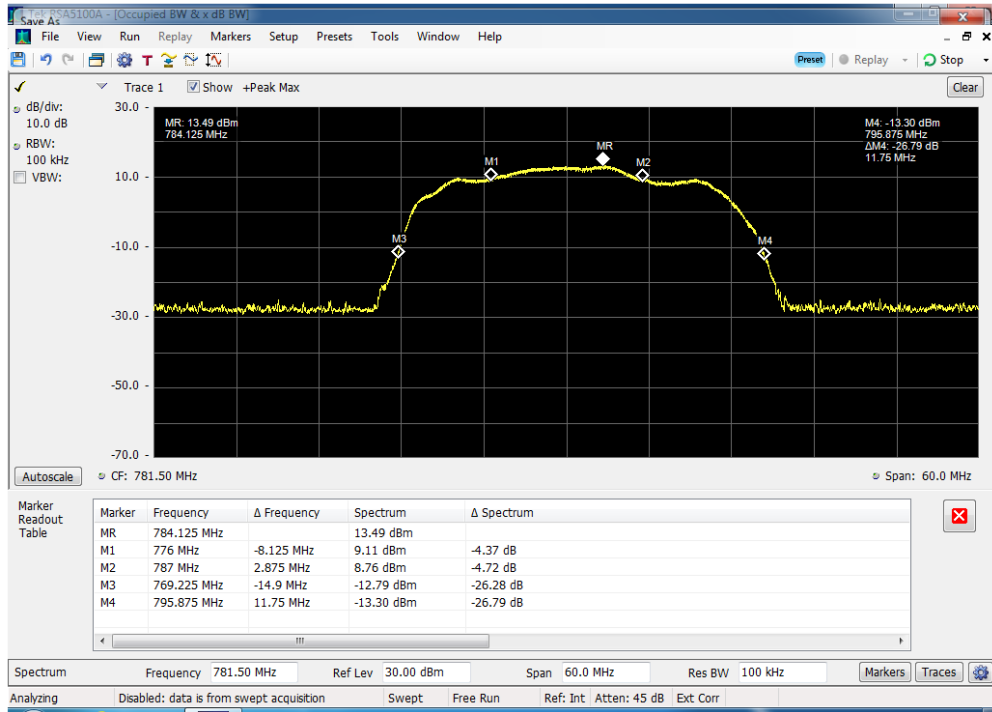 Tek RSA5100A - [Occupied BW & x dB BW]
Save As
File View Run Replay Markers Setup Presets Tools Window Help
Preset Replay Stop
Trace 1 Show +Peak Max Clear
dB/div:
10.0 dB
RBW:
100 kHz
VBW:
30.0
10.0
-10.0
-30.0
-50.0
-70.0
MR: 13.49 dBm
784.125 MHz
M4: -13.30 dBm
795.875 MHz
ΔM4: -26.79 dB
11.75 MHz
MR
M1
M2
M3
M4
Autoscale CF: 781.50 MHz Span: 60.0 MHz
Marker
Readout
Table
Marker Frequency Δ Frequency Spectrum Δ Spectrum
MR 784.125 MHz 13.49 dBm
M1 776 MHz -8.125 MHz 9.11 dBm -4.37 dB
M2 787 MHz 2.875 MHz 8.76 dBm -4.72 dB
M3 769.225 MHz -14.9 MHz -12.79 dBm -26.28 dB
M4 795.875 MHz 11.75 MHz -13.30 dBm -26.79 dB
Spectrum Frequency 781.50 MHz Ref Lev 30.00 dBm Span 60.0 MHz Res BW 100 kHz Markers Traces
Analyzing Disabled: data is from swept acquisition Swept Free Run Ref: Int Atten: 45 dB Ext Corr